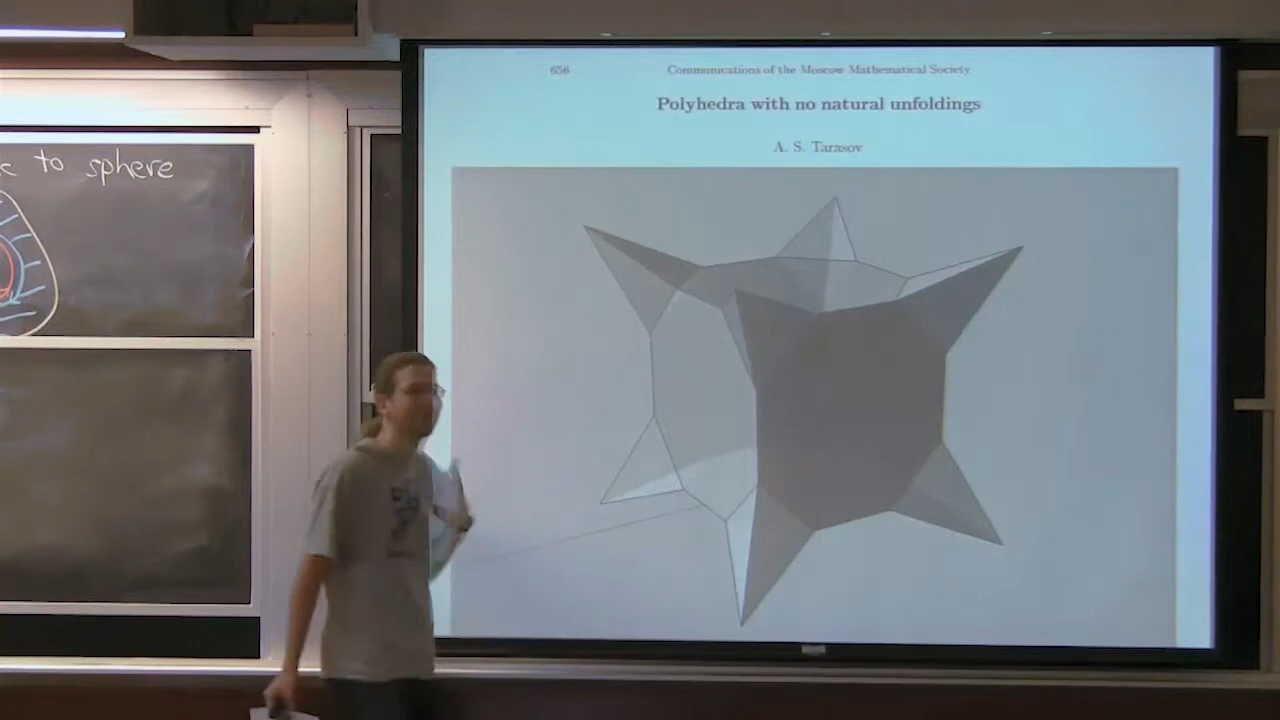 to sphere
656 Communications of the Moscow Mathematical Society
Polyhedra with no natural unfoldings
A. S. Tarasov